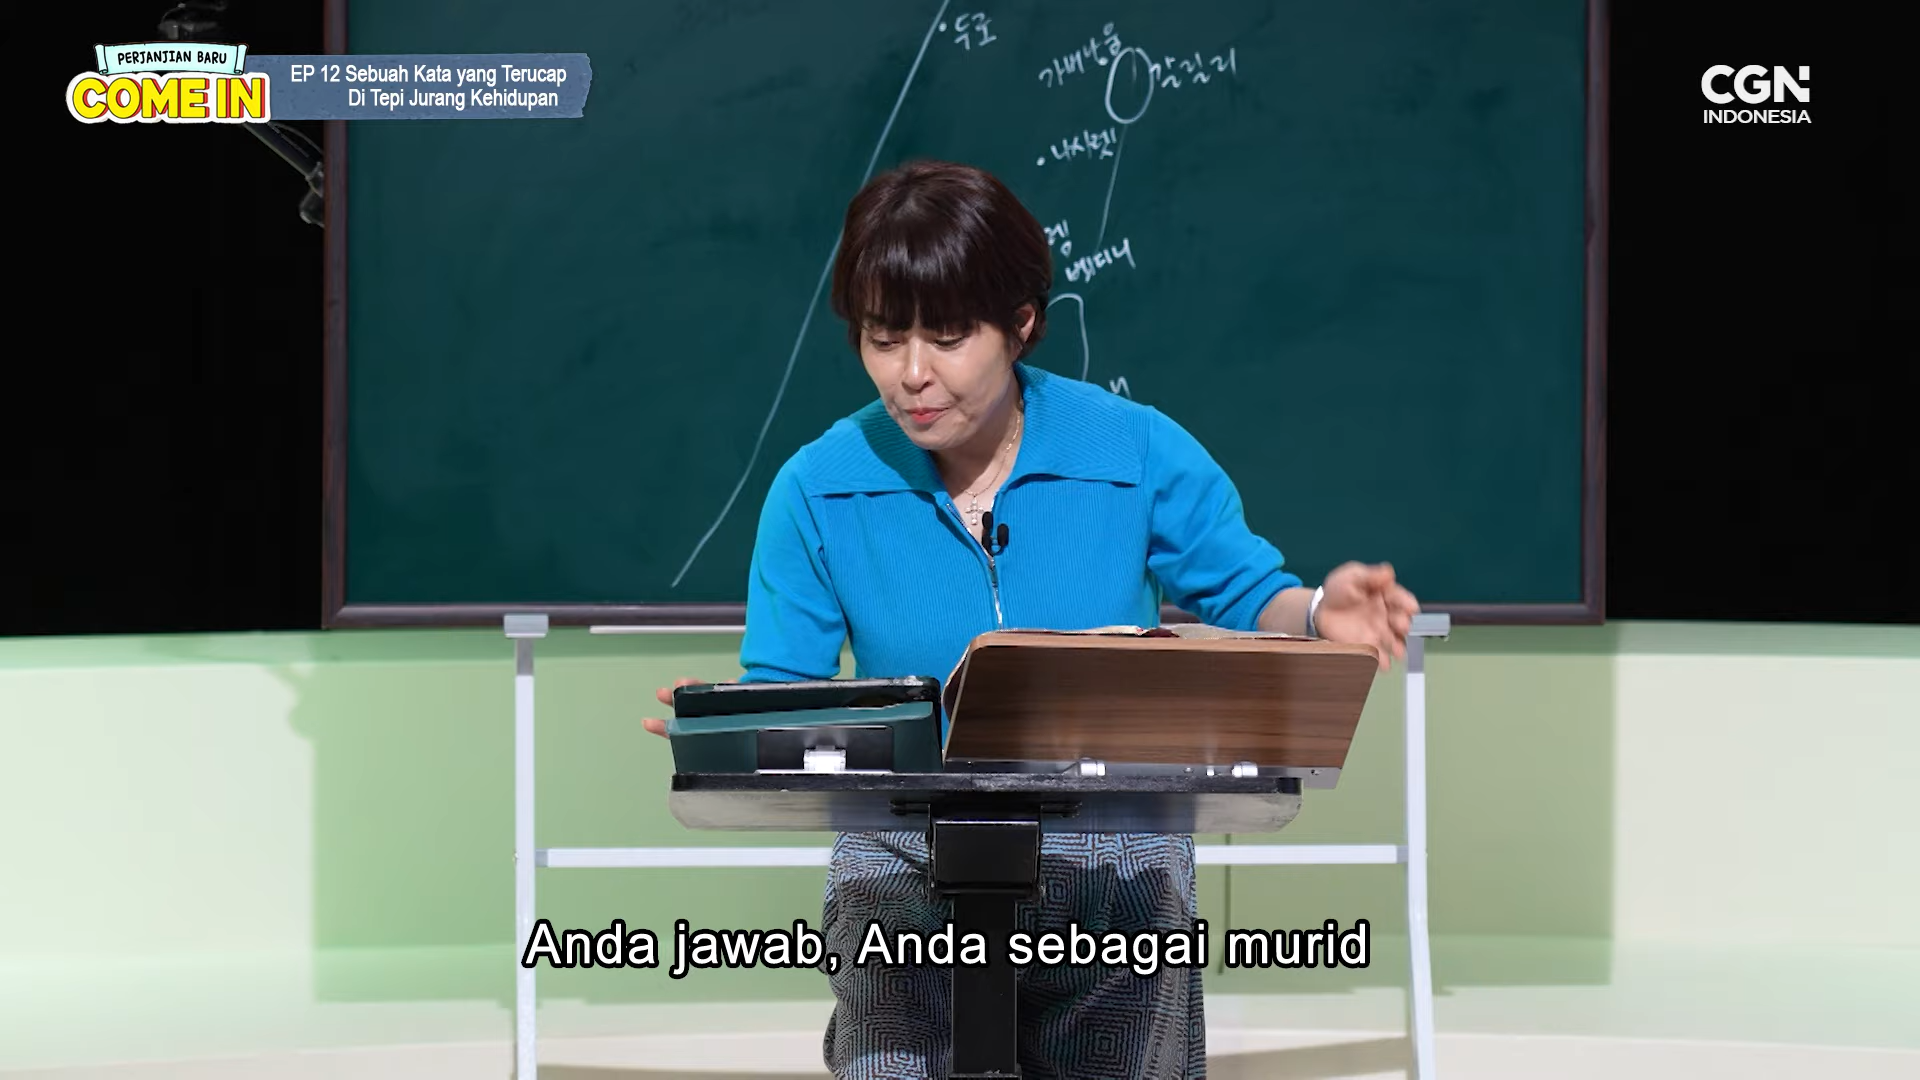 PERJANJIAN BARU
COME IN
EP 12 Sebuah Kata yang Terucap
Di Tepi Jurang Kehidupan
CGN
INDONESIA
두로
가버나움
갈릴리
나사렛
베다니
Anda jawab, Anda sebagai murid